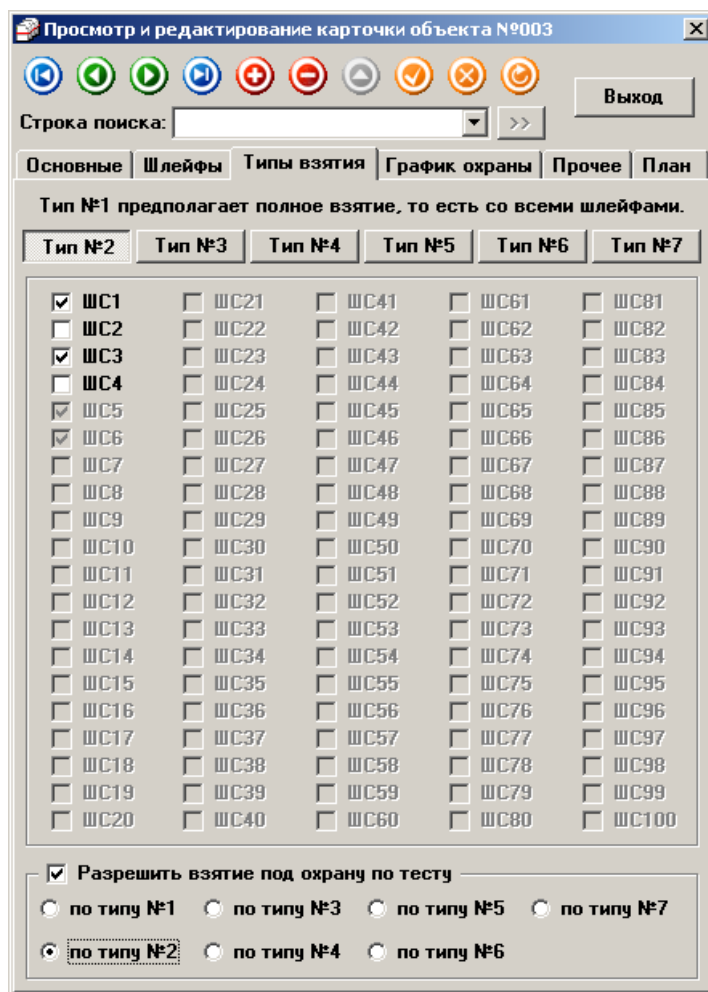 Просмотр и редактирование карточки объекта №003
Выход
Строка поиска:
>>
Основные Шлейфы Типы взятия График охраны Прочее План
Тип №1 предполагает полное взятие, то есть со всеми шлейфами.
Тип №2 Тип №3 Тип №4 Тип №5 Тип №6 Тип №7
ШС1 ШС21 ШС41 ШС61 ШС81
ШС2 ШС22 ШС42 ШС62 ШС82
ШС3 ШС23 ШС43 ШС63 ШС83
ШС4 ШС24 ШС44 ШС64 ШС84
ШС5 ШС25 ШС45 ШС65 ШС85
ШС6 ШС26 ШС46 ШС66 ШС86
ШС7 ШС27 ШС47 ШС67 ШС87
ШС8 ШС28 ШС48 ШС68 ШС88
ШС9 ШС29 ШС49 ШС69 ШС89
ШС10 ШС30 ШС50 ШС70 ШС90
ШС11 ШС31 ШС51 ШС71 ШС91
ШС12 ШС32 ШС52 ШС72 ШС92
ШС13 ШС33 ШС53 ШС73 ШС93
ШС14 ШС34 ШС54 ШС74 ШС94
ШС15 ШС35 ШС55 ШС75 ШС95
ШС16 ШС36 ШС56 ШС76 ШС96
ШС17 ШС37 ШС57 ШС77 ШС97
ШС18 ШС38 ШС58 ШС78 ШС98
ШС19 ШС39 ШС59 ШС79 ШС99
ШС20 ШС40 ШС60 ШС80 ШС100
Разрешить взятие под охрану по тесту
по типу №1 по типу №3 по типу №5 по типу №7
по типу №2 по типу №4 по типу №6